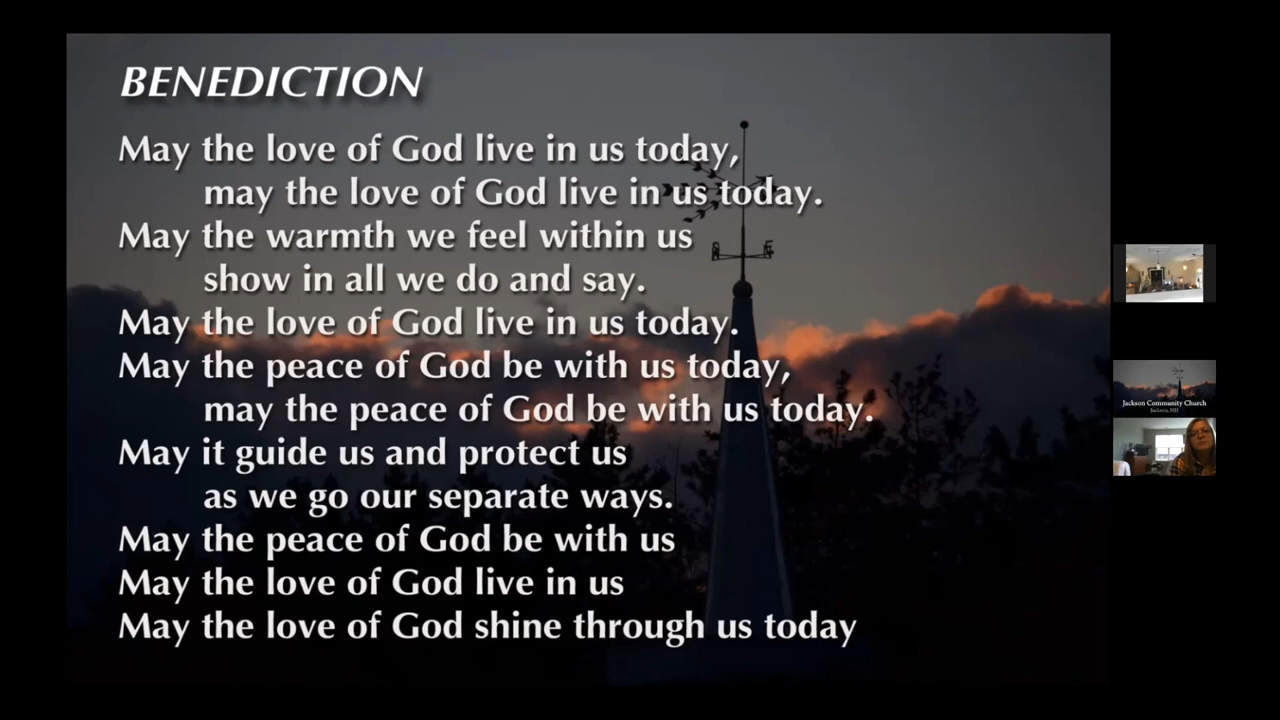 BENEDICTION
May the love of God live in us today,
may the love of God live in us today.
May the warmth we feel within us
show in all we do and say.
May the love of God live in us today.
May the peace of God be with us today,
may the peace of God be with us today.
May it guide us and protect us
as we go our separate ways.
May the peace of God be with us
May the love of God live in us
May the love of God shine through us today
Jackson Community Church
Jackson, NH